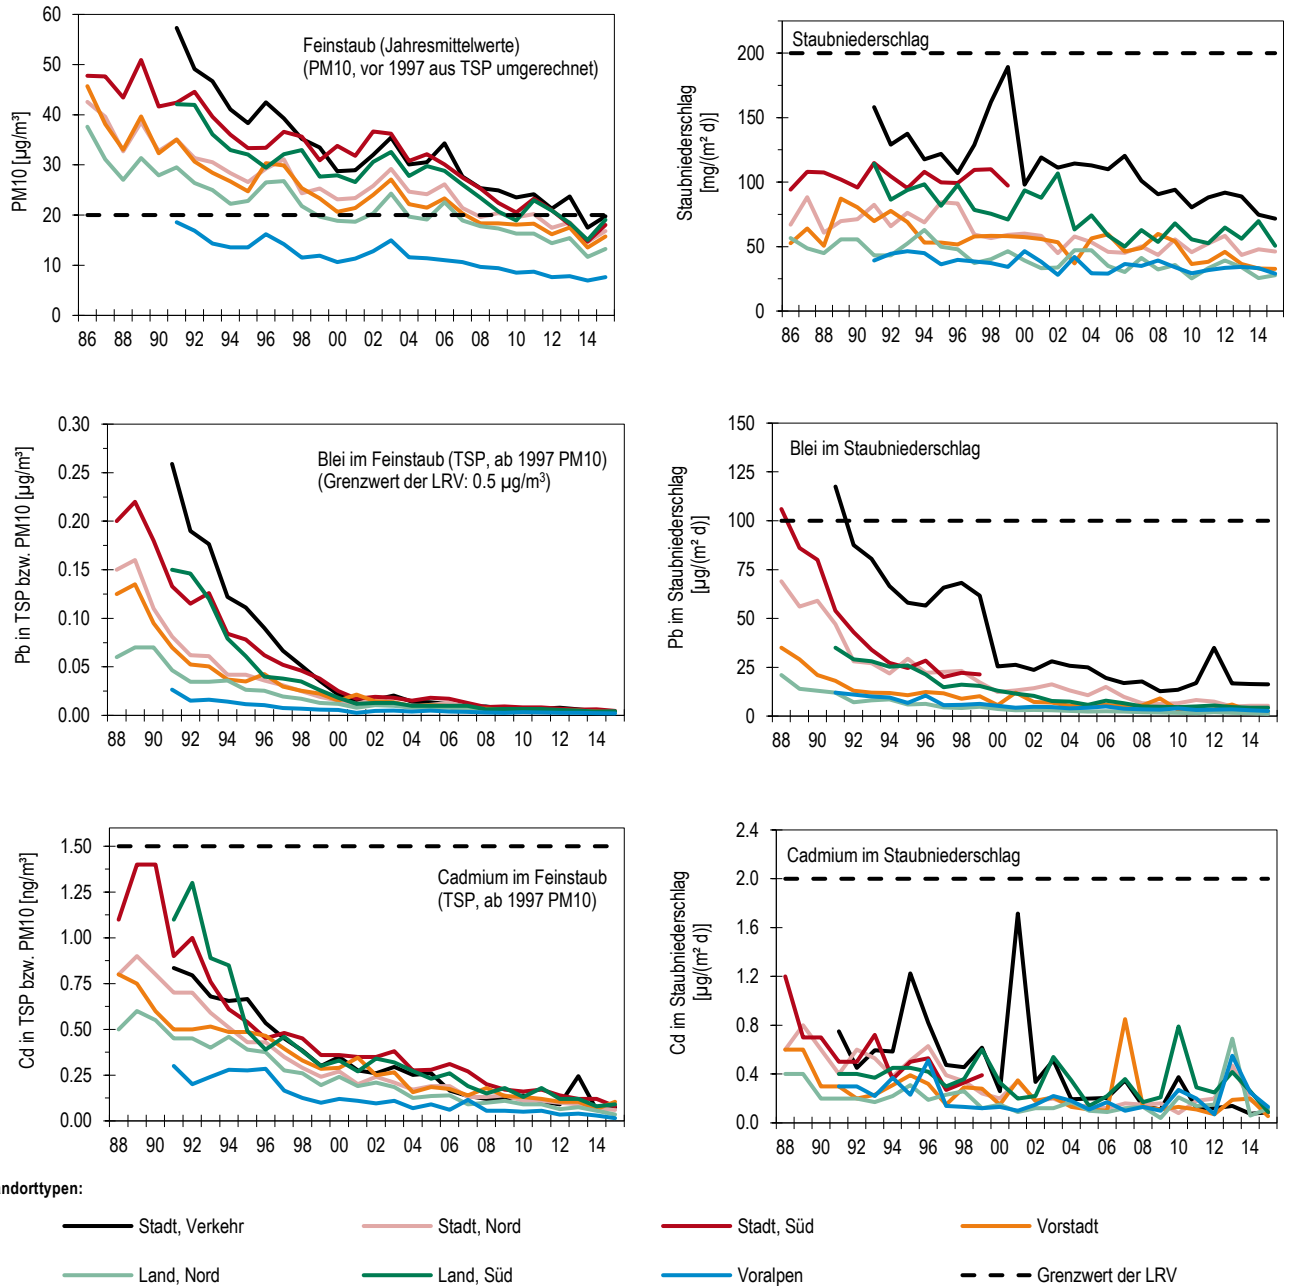 Feinstaub (Jahresmittelwerte)
(PM10, vor 1997 aus TSP umgerechnet)
PM10 [µg/m³]
60
50
40
30
20
10
0
86 88 90 92 94 96 98 00 02 04 06 08 10 12 14
Staubniederschlag
Staubniederschlag
[mg/(m² d)]
200
150
100
50
0
86 88 90 92 94 96 98 00 02 04 06 08 10 12 14
Blei im Feinstaub (TSP, ab 1997 PM10)
(Grenzwert der LRV: 0.5 µg/m³)
Pb in TSP bzw. PM10 [µg/m³]
0.30
0.25
0.20
0.15
0.10
0.05
0.00
88 90 92 94 96 98 00 02 04 06 08 10 12 14
Blei im Staubniederschlag
Pb im Staubniederschlag
[µg/(m² d)]
150
125
100
75
50
25
0
88 90 92 94 96 98 00 02 04 06 08 10 12 14
Cadmium im Feinstaub
(TSP, ab 1997 PM10)
Cd in TSP bzw. PM10 [ng/m³]
1.50
1.25
1.00
0.75
0.50
0.25
0.00
88 90 92 94 96 98 00 02 04 06 08 10 12 14
Cadmium im Staubniederschlag
Cd im Staubniederschlag
[µg/(m² d)]
2.4
2.0
1.6
1.2
0.8
0.4
0.0
88 90 92 94 96 98 00 02 04 06 08 10 12 14
andorttypen:
Stadt, Verkehr
Stadt, Nord
Stadt, Süd
Vorstadt
Land, Nord
Land, Süd
Voralpen
Grenzwert der LRV